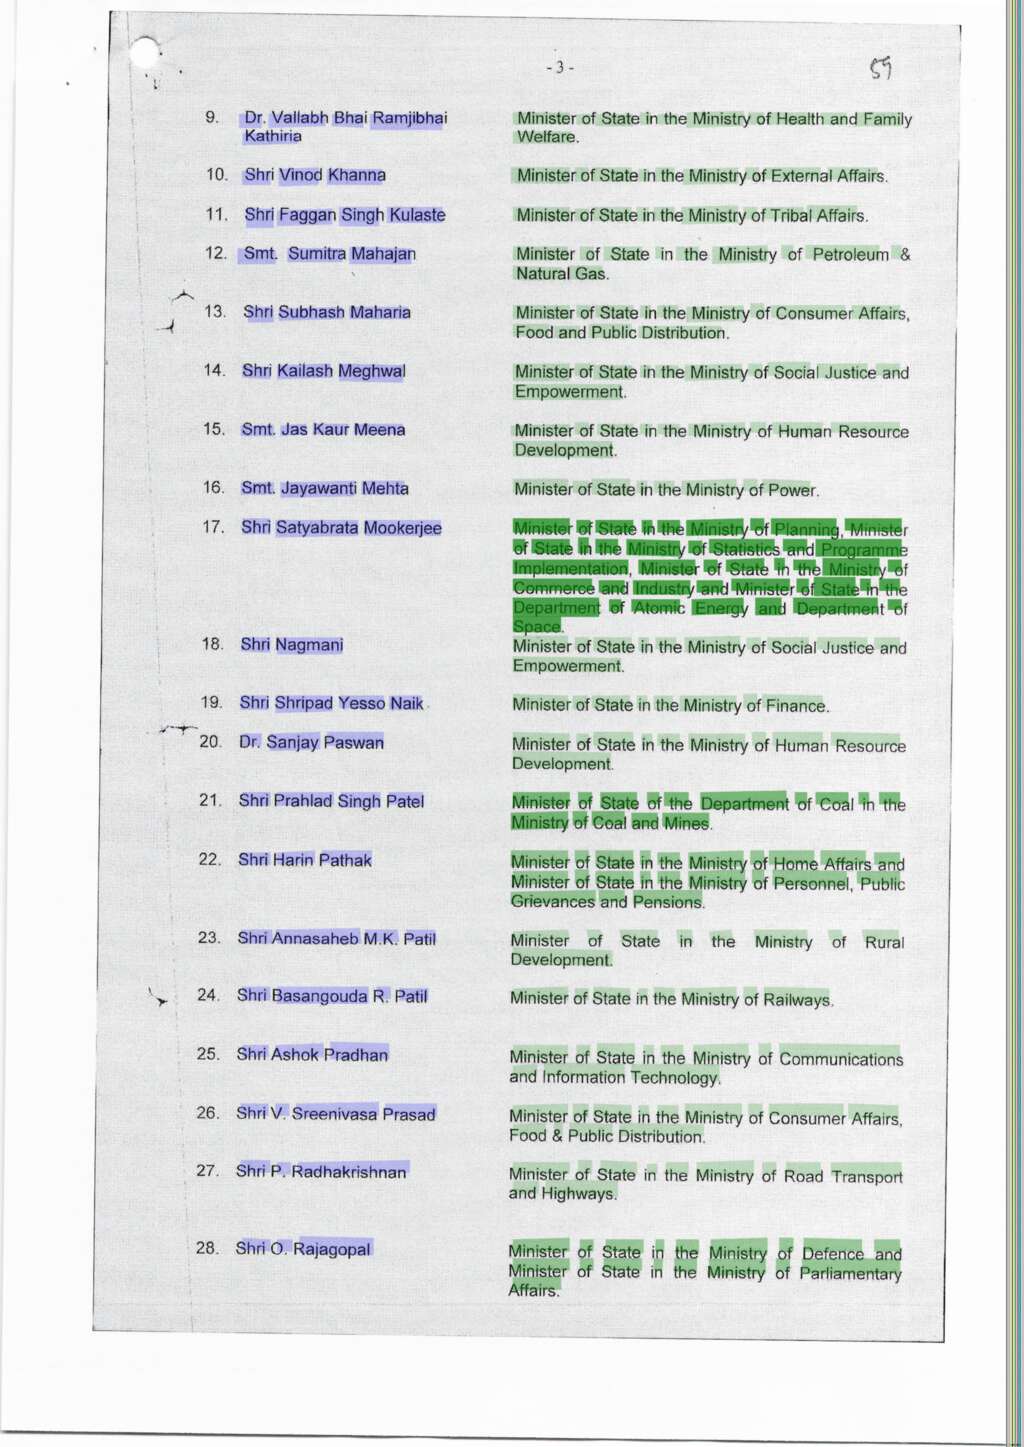 - 3 -
59
9. Dr. Vallabh Bhai Ramjibhai Kathiria
Minister of State in the Ministry of Health and Family
Welfare.
10. Shri Vinod Khanna
Minister of State in the Ministry of External Affairs.
11. Shri Faggan Singh Kulaste
Minister of State in the Ministry of Tribal Affairs.
12. Smt. Sumitra Mahajan
Minister of State in the Ministry of Petroleum &
Natural Gas.
13. Shri Subhash Maharia
Minister of State in the Ministry of Consumer Affairs,
Food and Public Distribution.
14. Shri Kailash Meghwal
Minister of State in the Ministry of Social Justice and
Empowerment.
15. Smt. Jas Kaur Meena
Minister of State in the Ministry of Human Resource
Development.
16. Smt. Jayawanti Mehta
Minister of State in the Ministry of Power.
17. Shri Satyabrata Mookerjee
Minister of State in the Ministry of Planning, Minister
of State in the Ministry of Statistics and Programme
Implementation, Minister of State in the Ministry of
Commerce and Industry and Minister of State in the
Department of Atomic Energy and Department of
Space.
18. Shri Nagmani
Minister of State in the Ministry of Social Justice and
Empowerment.
19. Shri Shripad Yesso Naik
Minister of State in the Ministry of Finance.
20. Dr. Sanjay Paswan
Minister of State in the Ministry of Human Resource
Development.
21. Shri Prahlad Singh Patel
Minister of State of the Department of Coal in the
Ministry of Coal and Mines.
22. Shri Harin Pathak
Minister of State in the Ministry of Home Affairs and
Minister of State in the Ministry of Personnel, Public
Grievances and Pensions.
23. Shri Annasaheb M.K. Patil
Minister of State in the Ministry of Rural
Development.
24. Shri Basangouda R. Patil
Minister of State in the Ministry of Railways.
25. Shri Ashok Pradhan
Minister of State in the Ministry of Communications
and Information Technology.
26. Shri V. Sreenivasa Prasad
Minister of State in the Ministry of Consumer Affairs,
Food & Public Distribution.
27. Shri P. Radhakrishnan
Minister of State in the Ministry of Road Transport
and Highways.
28. Shri O. Rajagopal
Minister of State in the Ministry of Defence and
Minister of State in the Ministry of Parliamentary
Affairs.